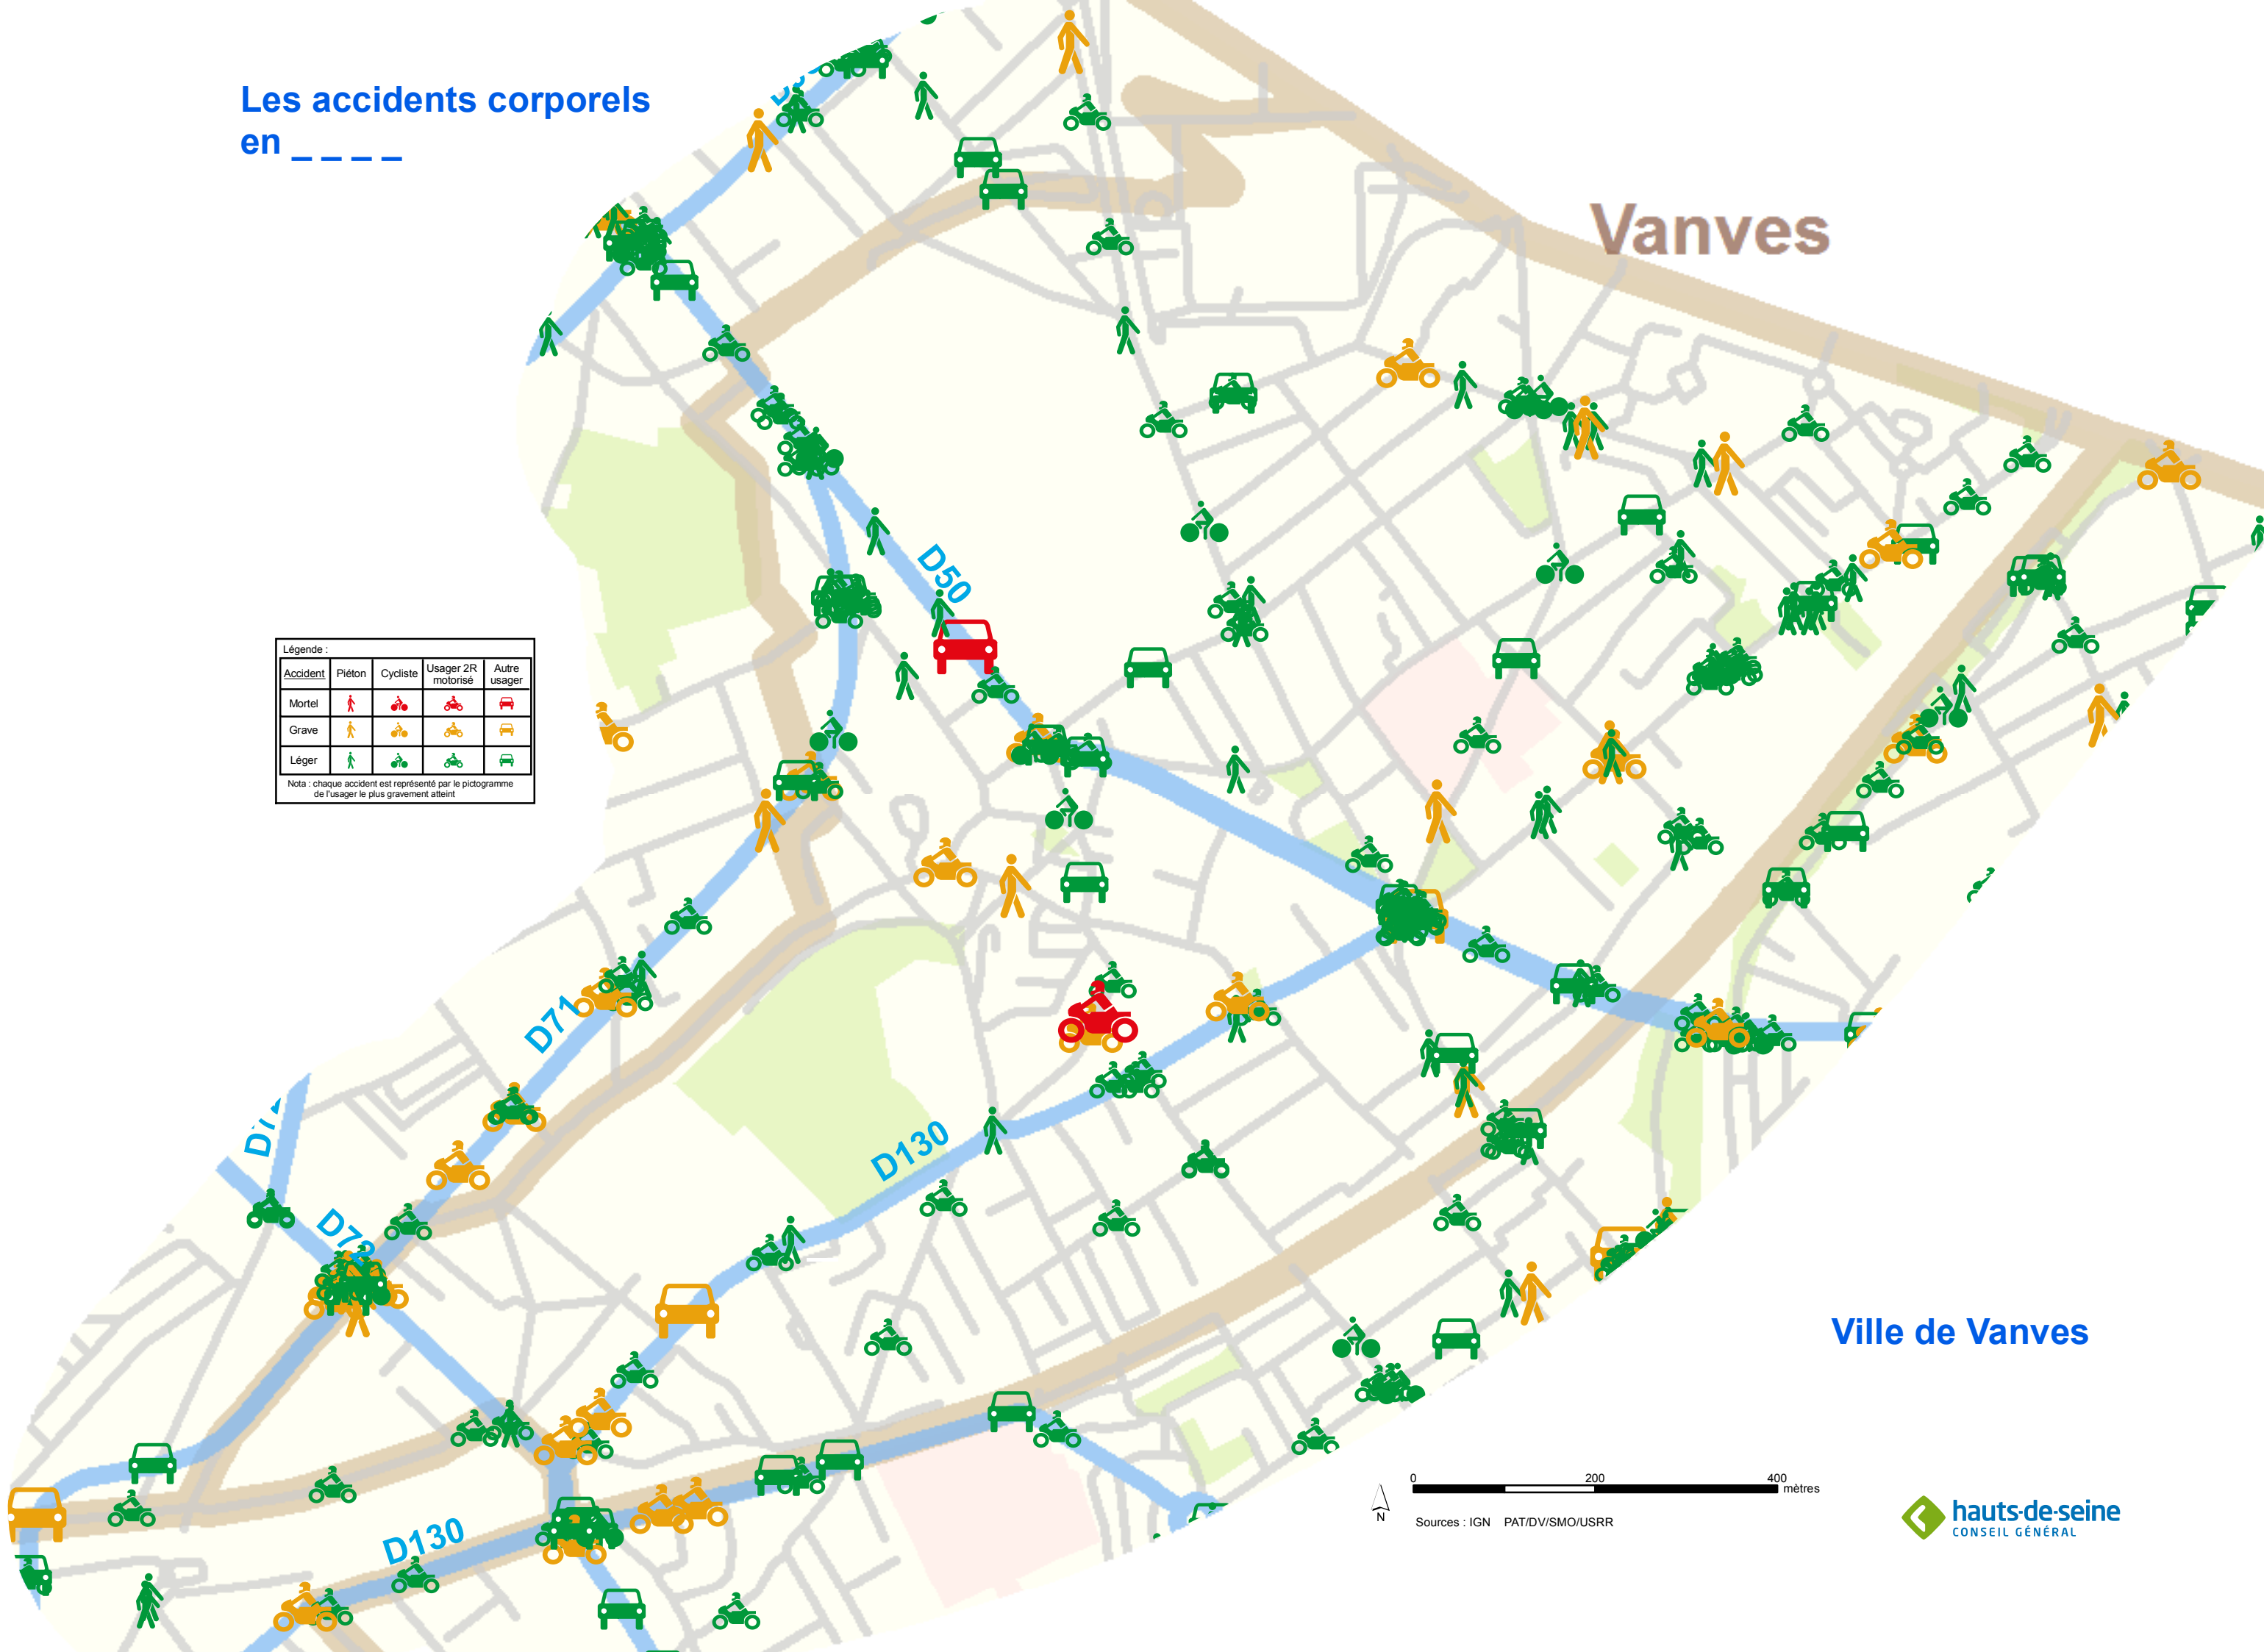 Les accidents corporels
en _ _ _ _
Vanves
D50
Légende :
Accident Piéton Cycliste Usager 2R motorisé Autre usager
Mortel
Grave
Léger
Nota : chaque accident est représenté par le pictogramme
de l'usager le plus gravement atteint
D71
D130
Ville de Vanves
D130
0 200 400
mètres
N
Sources : IGN PAT/DV/SMO/USRR
hauts-de-seine
CONSEIL GÉNÉRAL